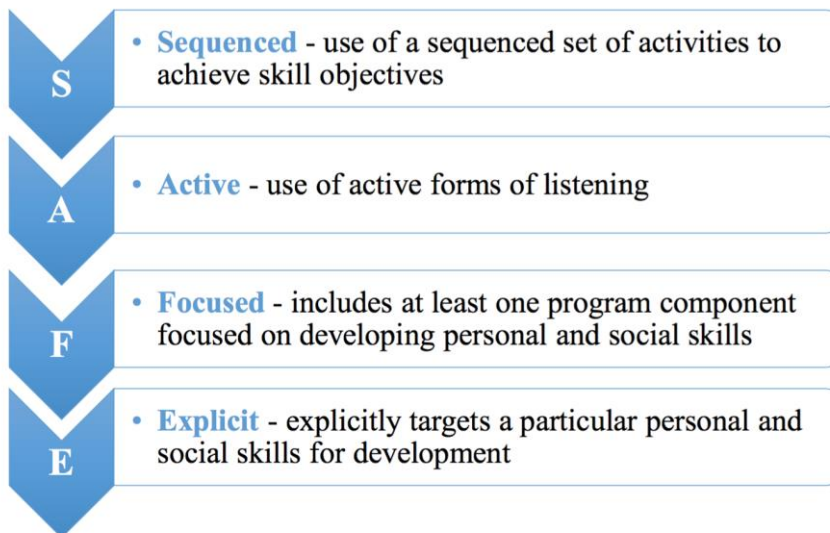 S
• Sequenced - use of a sequenced set of activities to
achieve skill objectives
A
• Active - use of active forms of listening
F
• Focused - includes at least one program component
focused on developing personal and social skills
E
• Explicit - explicitly targets a particular personal and
social skills for development